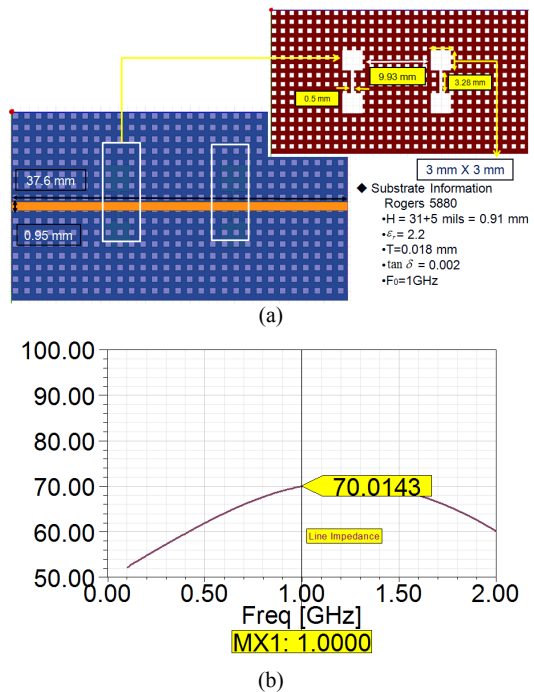 9.93 mm
3.28 mm
0.5 mm
3 mm X 3 mm
37.6 mm
0.95 mm
◆ Substrate Information
Rogers 5880
•H = 31+5 mils = 0.91 mm
•εr = 2.2
•T=0.018 mm
•tan δ = 0.002
•F0=1GHz
(a)
100.00
90.00
80.00
70.00
60.00
50.00
70.0143
Line Impedance
0.00 0.50 1.00 1.50 2.00
Freq [GHz]
MX1: 1.0000
(b)